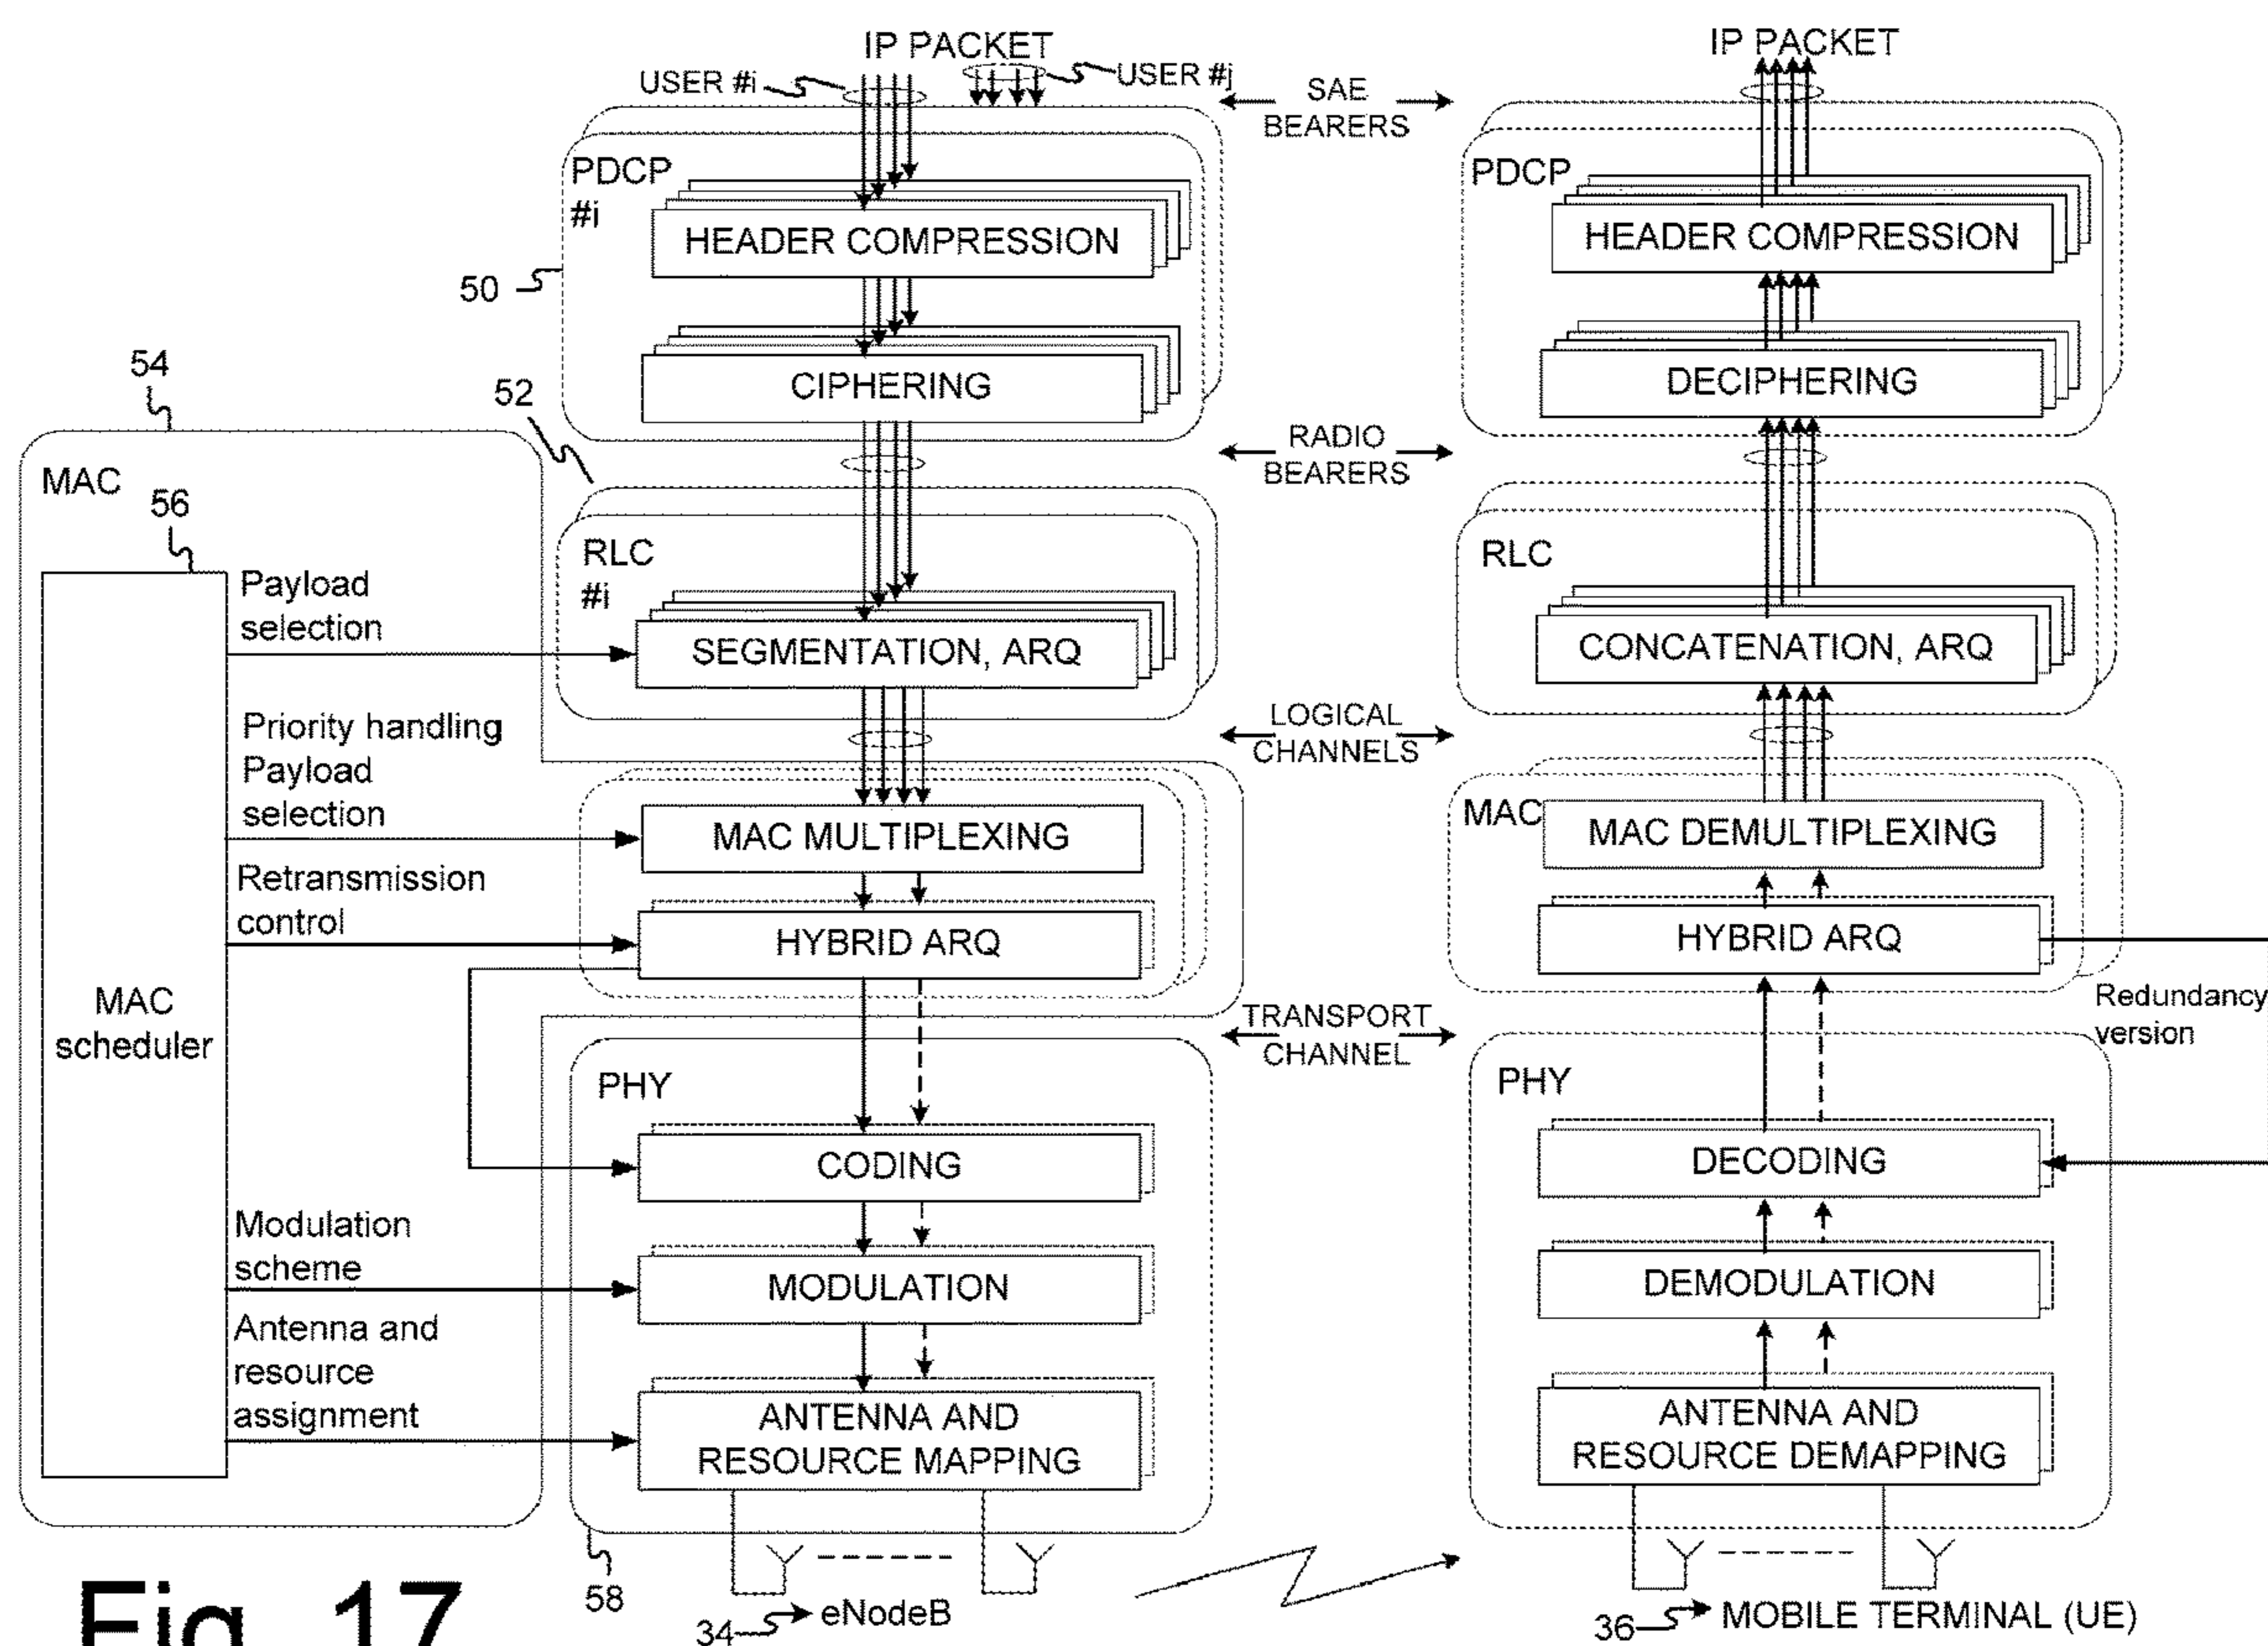 IP PACKET
USER #i
USER #j
PDCP
#i
HEADER COMPRESSION
50
CIPHERING
52
RLC
#i
SEGMENTATION, ARQ
54
MAC
56
MAC
scheduler
Payload
selection
Priority handling
Payload
selection
Retransmission
control
Modulation
scheme
Antenna and
resource
assignment
MAC MULTIPLEXING
HYBRID ARQ
PHY
CODING
MODULATION
ANTENNA AND
RESOURCE MAPPING
58
34
eNodeB
SAE
BEARERS
RADIO
BEARERS
LOGICAL
CHANNELS
TRANSPORT
CHANNEL
IP PACKET
PDCP
HEADER COMPRESSION
DECIPHERING
RLC
CONCATENATION, ARQ
MAC
MAC DEMULTIPLEXING
HYBRID ARQ
Redundancy
version
PHY
DECODING
DEMODULATION
ANTENNA AND
RESOURCE DEMAPPING
36
MOBILE TERMINAL (UE)
Fig. 17